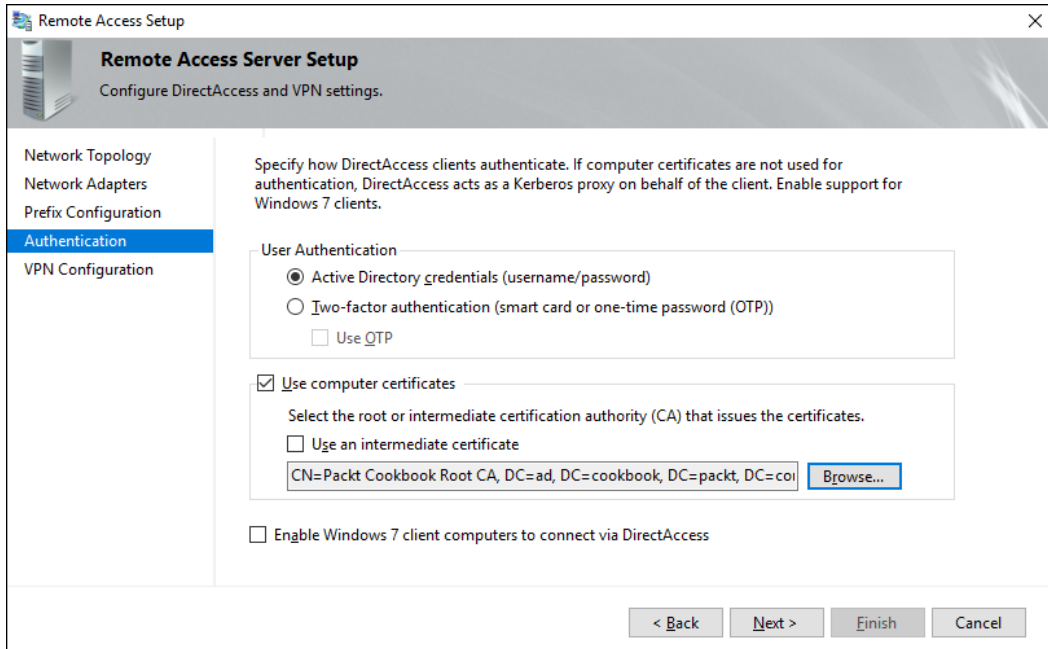 Remote Access Setup
Remote Access Server Setup
Configure DirectAccess and VPN settings.
Network Topology
Network Adapters
Prefix Configuration
Authentication
VPN Configuration
Specify how DirectAccess clients authenticate. If computer certificates are not used for
authentication, DirectAccess acts as a Kerberos proxy on behalf of the client. Enable support for
Windows 7 clients.
User Authentication
Active Directory credentials (username/password)
Two-factor authentication (smart card or one-time password (OTP))
Use OTP
Use computer certificates
Select the root or intermediate certification authority (CA) that issues the certificates.
Use an intermediate certificate
CN=Packt Cookbook Root CA, DC=ad, DC=cookbook, DC=packt, DC=
Browse...
Enable Windows 7 client computers to connect via DirectAccess
< Back
Next >
Finish
Cancel